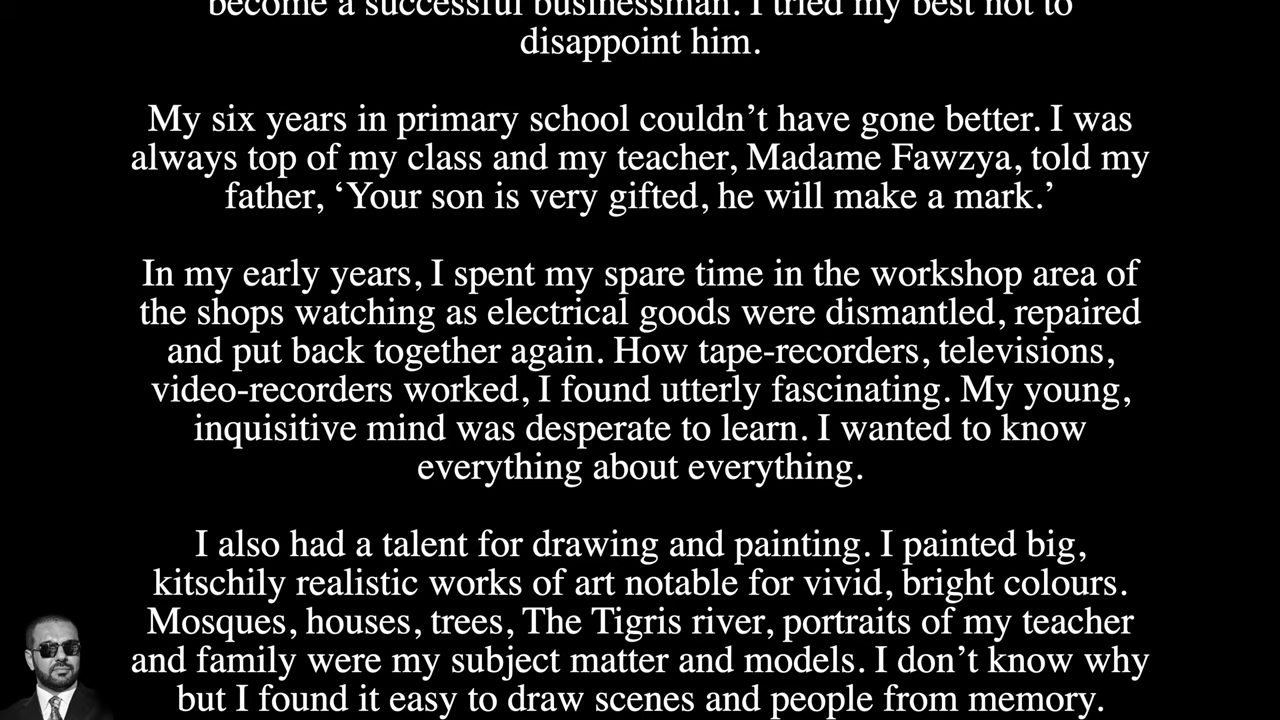 become a successful businessman. I tried my best not to
disappoint him.
My six years in primary school couldn’t have gone better. I was
always top of my class and my teacher, Madame Fawzya, told my
father, ‘Your son is very gifted, he will make a mark.’
In my early years, I spent my spare time in the workshop area of
the shops watching as electrical goods were dismantled, repaired
and put back together again. How tape-recorders, televisions,
video-recorders worked, I found utterly fascinating. My young,
inquisitive mind was desperate to learn. I wanted to know
everything about everything.
I also had a talent for drawing and painting. I painted big,
kitschily realistic works of art notable for vivid, bright colours.
Mosques, houses, trees, The Tigris river, portraits of my teacher
and family were my subject matter and models. I don’t know why
but I found it easy to draw scenes and people from memory.